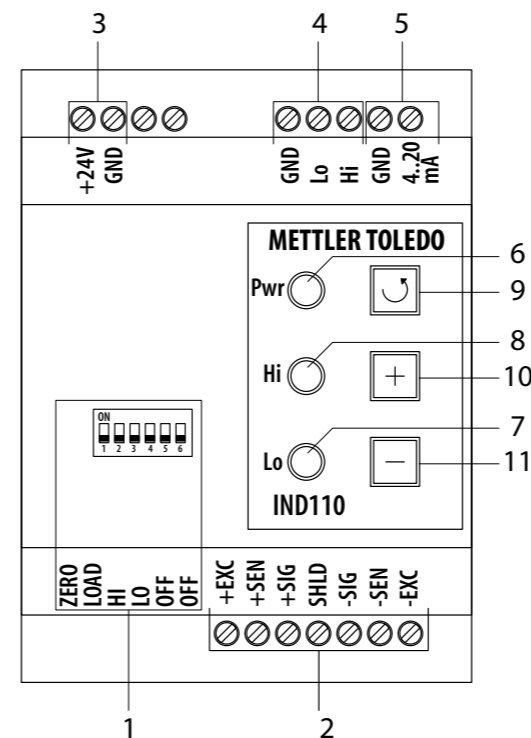 3 4 5
+24V
GND
GND
Lo
Hi
GND
4..20
mA
METTLER TOLEDO
6
Pwr
9
8
Hi
+
10
7
Lo
−
11
IND110
ON
1 2 3 4 5 6
ZERO
LOAD
HI
LO
OFF
OFF
+EXC
+SEN
+SIG
SHLD
-SIG
-SEN
-EXC
1 2